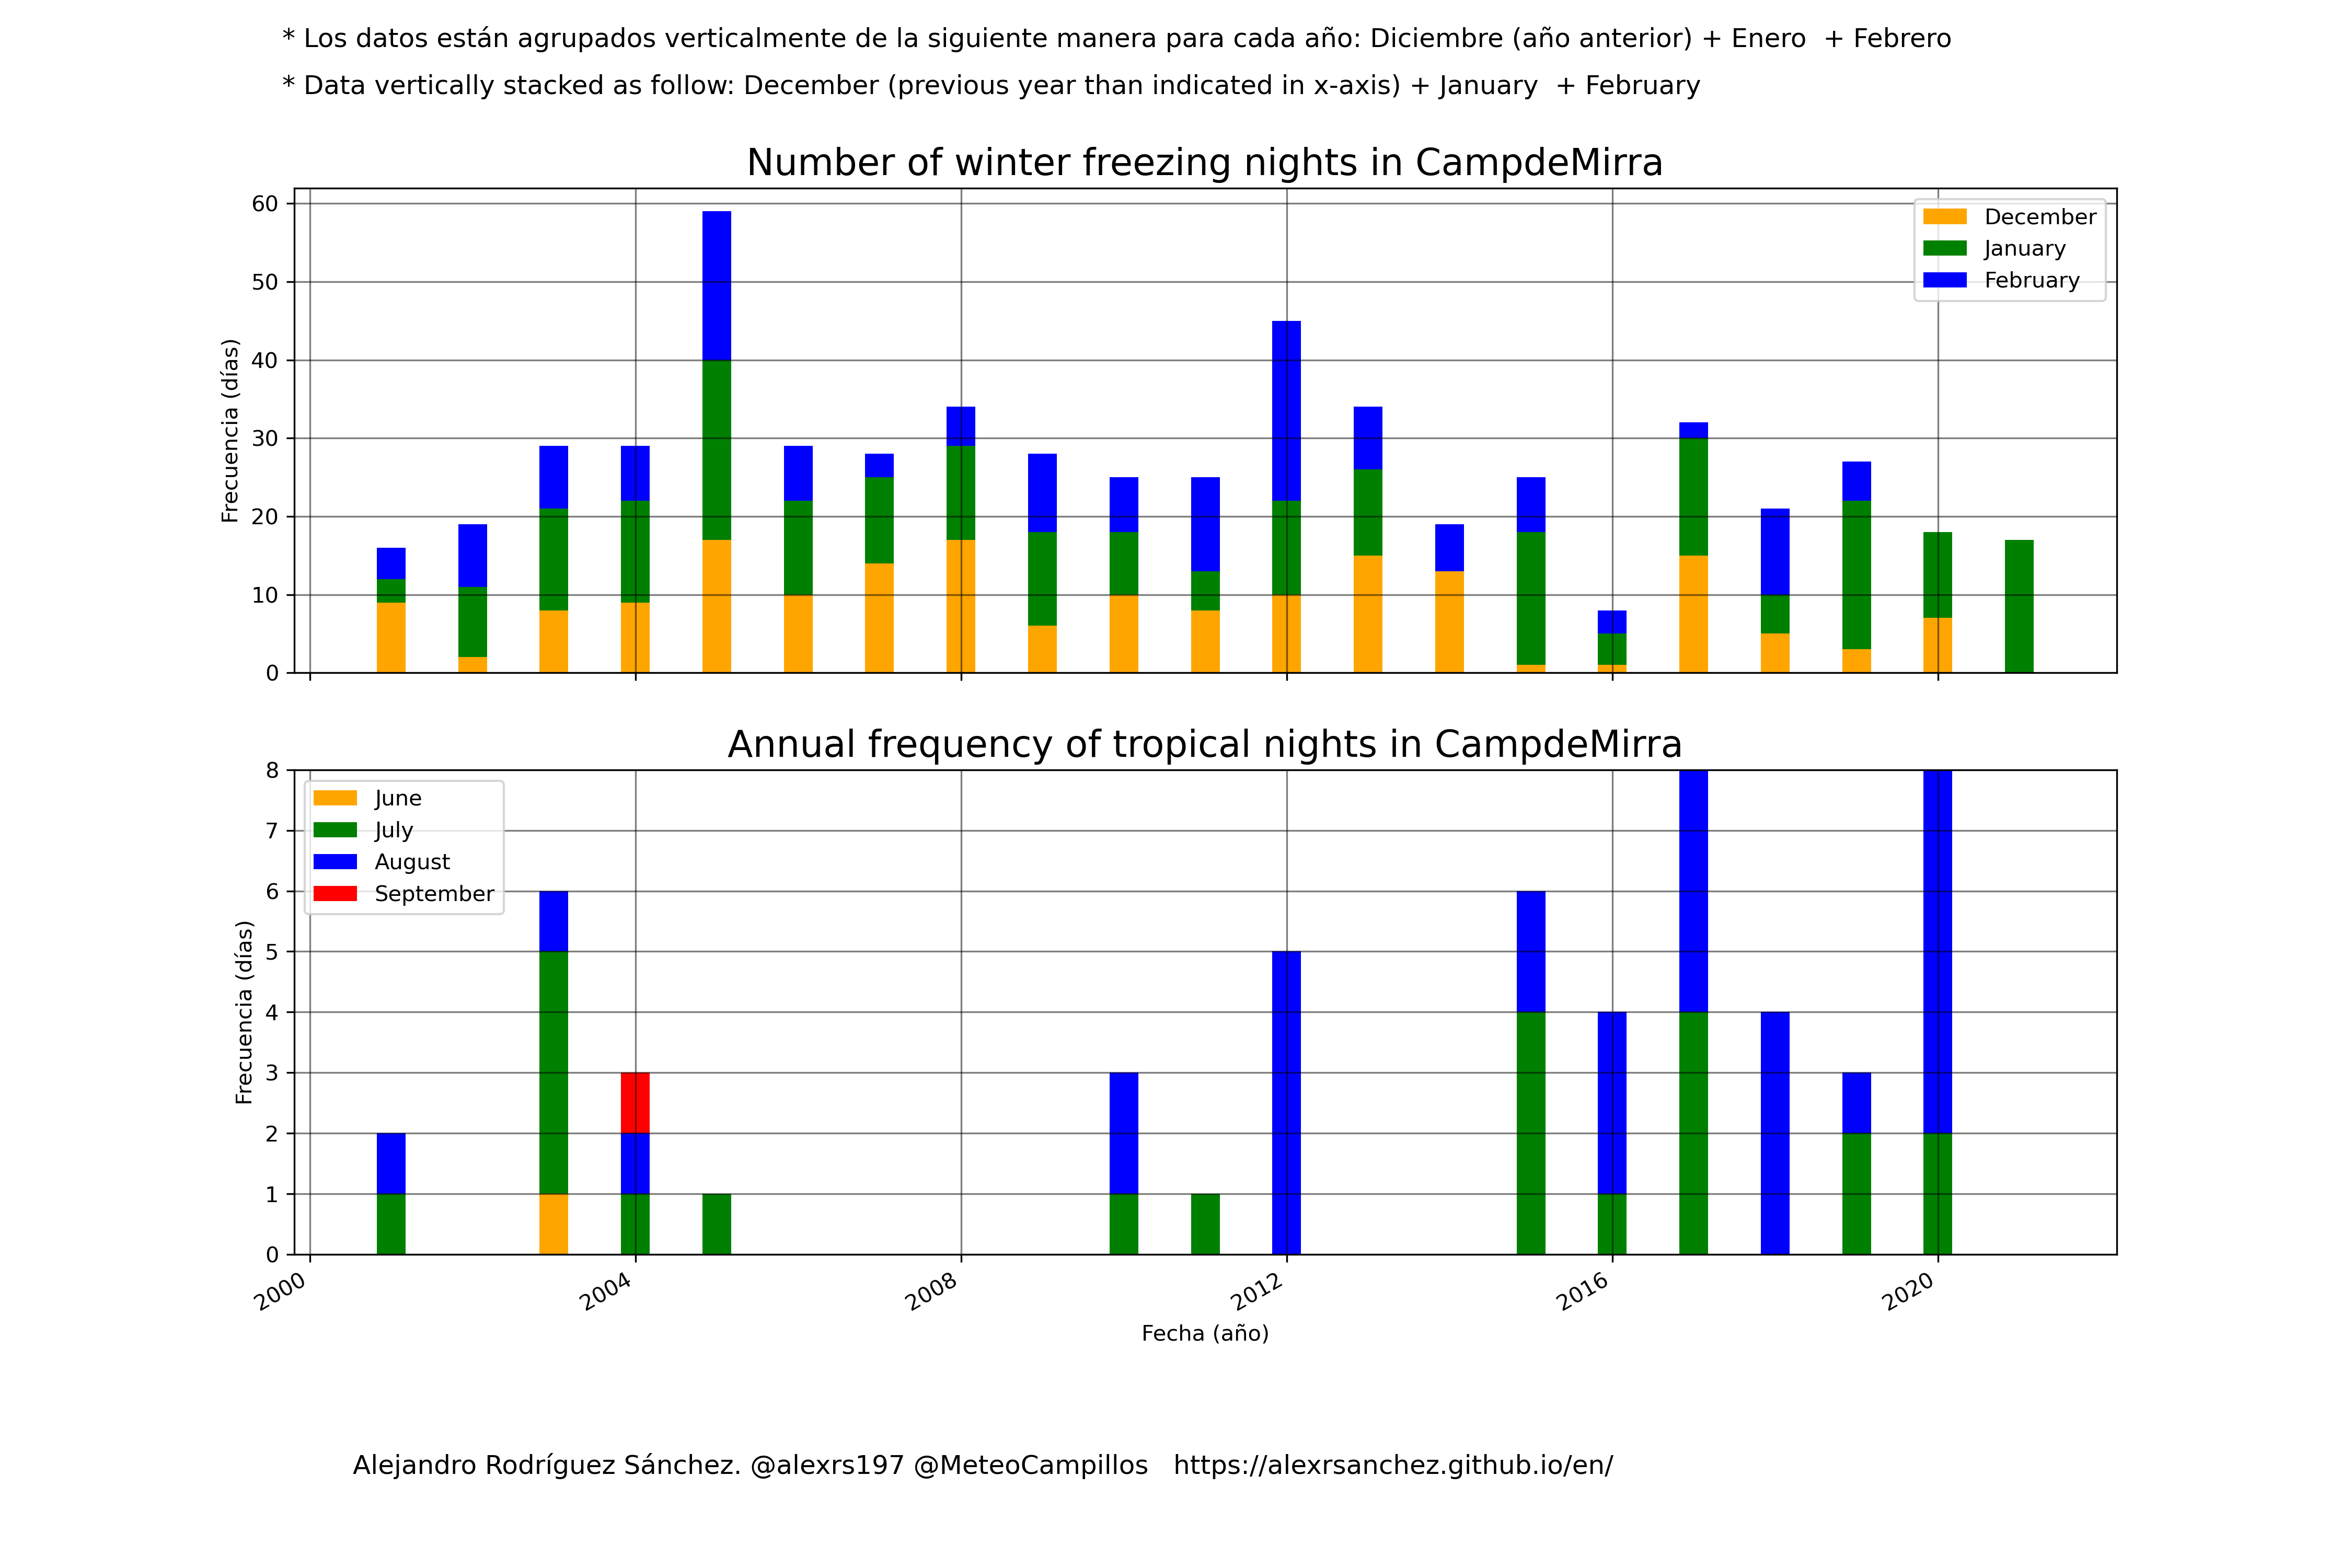 * Los datos están agrupados verticalmente de la siguiente manera para cada año: Diciembre (año anterior) + Enero  + Febrero
* Data vertically stacked as follow: December (previous year than indicated in x-axis) + January  + February
Number of winter freezing nights in CampdeMirra
60
50
40
30
20
10
0
Frecuencia (días)
December
January
February
Annual frequency of tropical nights in CampdeMirra
8
7
6
5
4
3
2
1
0
Frecuencia (días)
June
July
August
September
2000
2004
2008
2012
2016
2020
Fecha (año)
Alejandro Rodríguez Sánchez. @alexrs197 @MeteoCampillos   https://alexrsanchez.github.io/en/